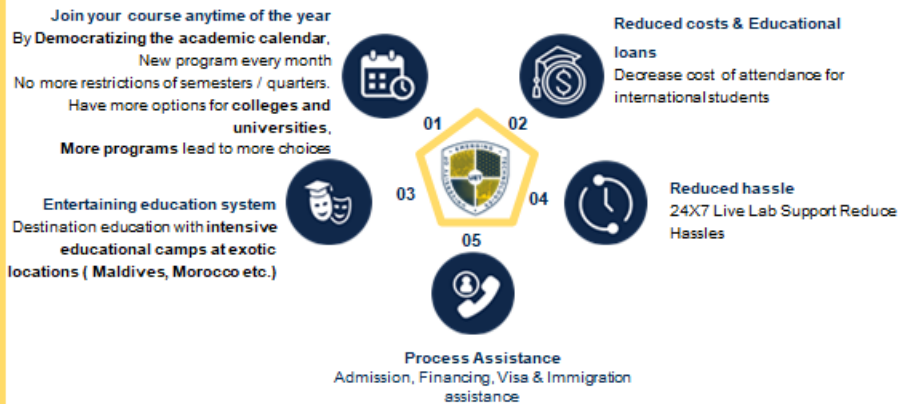 Join your course anytime of the year
By Democratizing the academic calendar,
New program every month
No more restrictions of semesters / quarters.
Have more options for colleges and
universities,
More programs lead to more choices
01
Reduced costs & Educational
loans
Decrease cost of attendance for
international students
02
EMERGING
UET
Entertaining education system
Destination education with intensive
educational camps at exotic
locations ( Maldives, Morocco etc.)
03
04
Reduced hassle
24X7 Live Lab Support Reduce
Hassles
05
Process Assistance
Admission, Financing, Visa & Immigration
assistance